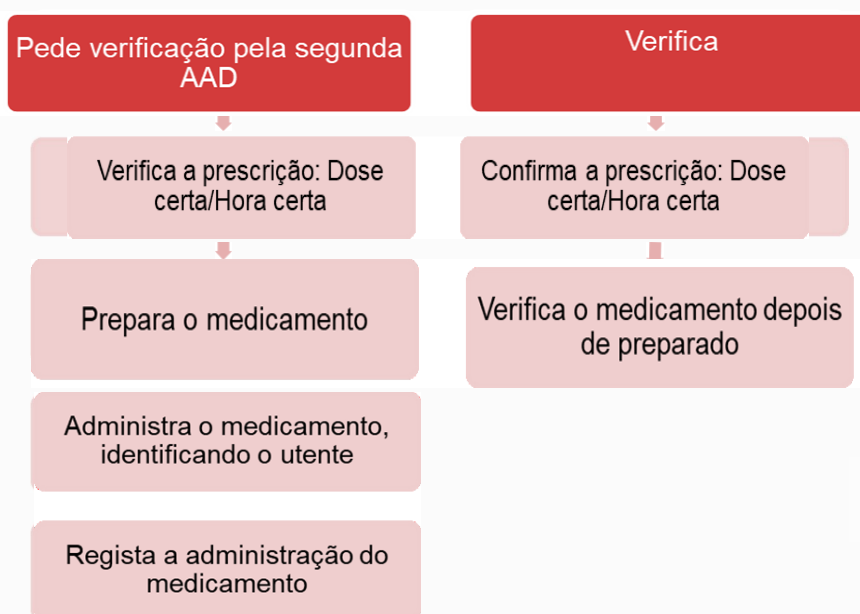 Pede verificação pela segunda
AAD
Verifica a prescrição: Dose
certa/Hora certa
Prepara o medicamento
Administra o medicamento,
identificando o utente
Regista a administração do
medicamento
Verifica
Confirma a prescrição: Dose
certa/Hora certa
Verifica o medicamento depois
de preparado